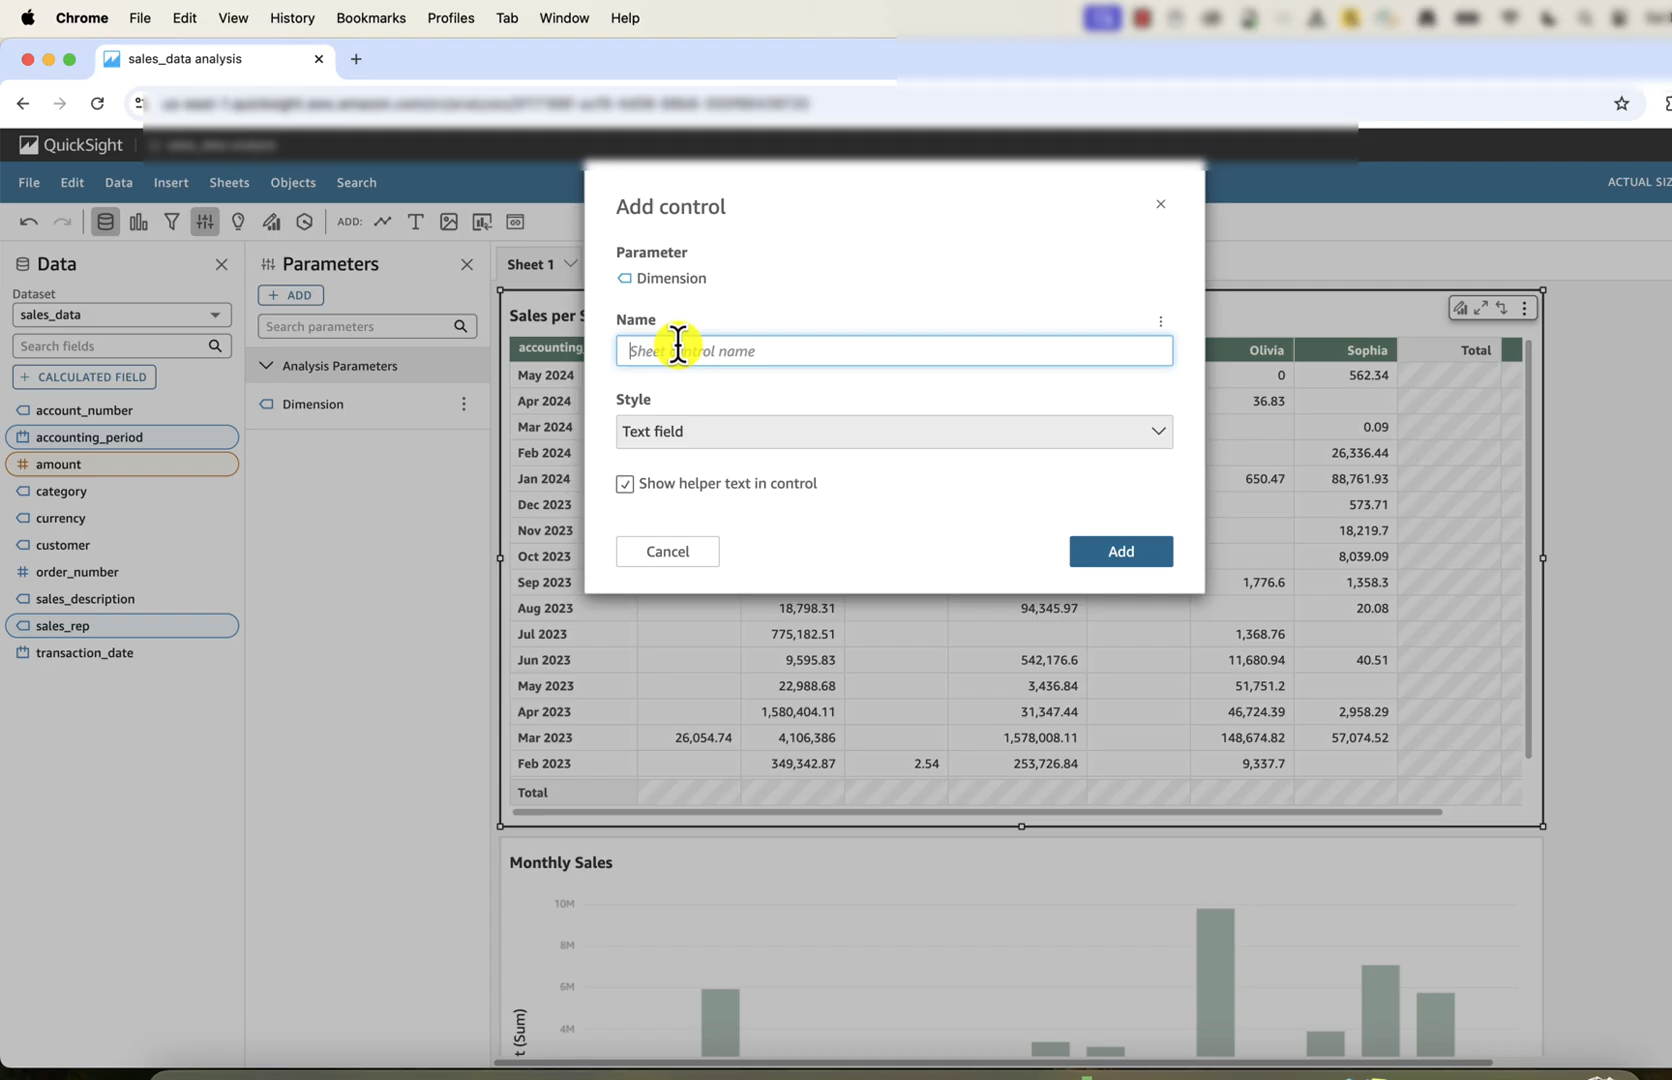 Chrome File Edit View History Bookmarks Profiles Tab Window Help
sales_data analysis
QuickSight
File Edit Data Insert Sheets Objects Search
ACTUAL SIZ
ADD:
Data
Dataset
sales_data
Search fields
CALCULATED FIELD
account_number
accounting_period
amount
category
currency
customer
order_number
sales_description
sales_rep
transaction_date
Parameters
ADD
Search parameters
Analysis Parameters
Dimension
Add control
Parameter
Dimension
Name
Sheet control name
Style
Text field
Show helper text in control
Cancel Add
Sheet 1
Sales per S
accounting_ Olivia Sophia Total
May 2024 0 562.34
Apr 2024 36.83
Mar 2024 0.09
Feb 2024 26,336.44
Jan 2024 650.47 88,761.93
Dec 2023 573.71
Nov 2023 18,219.7
Oct 2023 8,039.09
Sep 2023 1,776.6 1,358.3
Aug 2023 18,798.31 94,345.97 20.08
Jul 2023 775,182.51 1,368.76
Jun 2023 9,595.83 542,176.6 11,680.94 40.51
May 2023 22,988.68 3,436.84 51,751.2
Apr 2023 1,580,404.11 31,347.44 46,724.39 2,958.29
Mar 2023 26,054.74 4,106,386 1,578,008.11 148,674.82 57,074.52
Feb 2023 349,342.87 2.54 253,726.84 9,337.7
Total
Monthly Sales
10M
8M
6M
4M
t (Sum)